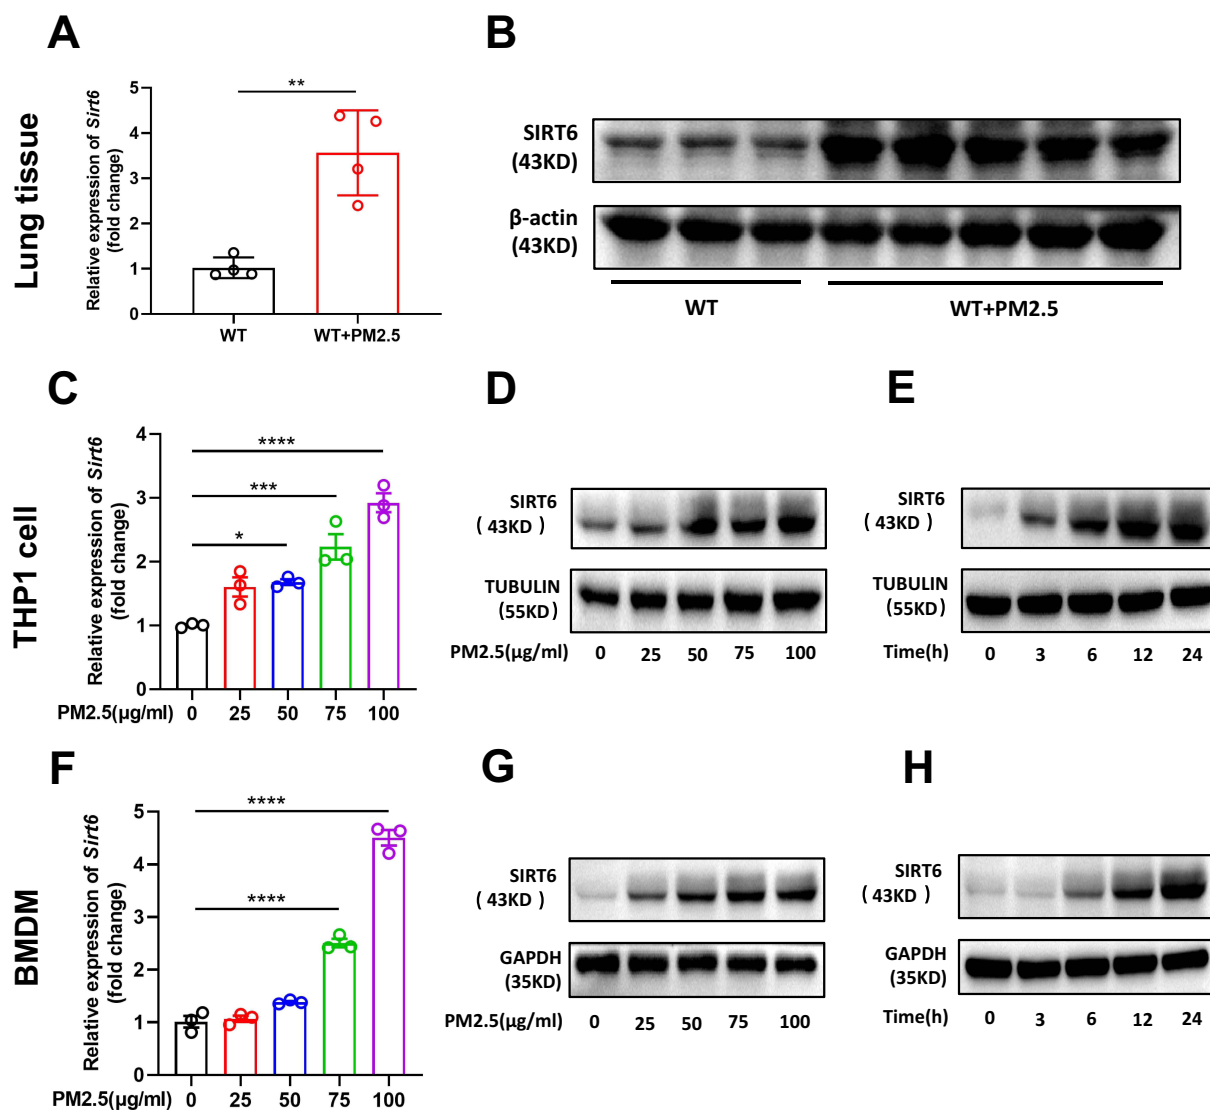 A
Lung tissue
Relative expression of Sirt6
(fold change)
5
4
3
2
1
0
**
WT
WT+PM2.5
B
SIRT6
(43KD)
β-actin
(43KD)
WT
WT+PM2.5
C
THP1 cell
Relative expression of Sirt6
(fold change)
4
3
2
1
0
****
***
*
PM2.5(μg/ml) 0 25 50 75 100
D
SIRT6
( 43KD )
TUBULIN
(55KD)
PM2.5(μg/ml) 0 25 50 75 100
E
SIRT6
( 43KD )
TUBULIN
(55KD)
Time(h) 0 3 6 12 24
F
BMDM
Relative expression of Sirt6
(fold change)
5
4
3
2
1
0
****
****
PM2.5(μg/ml) 0 25 50 75 100
G
SIRT6
( 43KD )
GAPDH
(35KD)
PM2.5(μg/ml) 0 25 50 75 100
H
SIRT6
( 43KD )
GAPDH
(35KD)
Time(h) 0 3 6 12 24